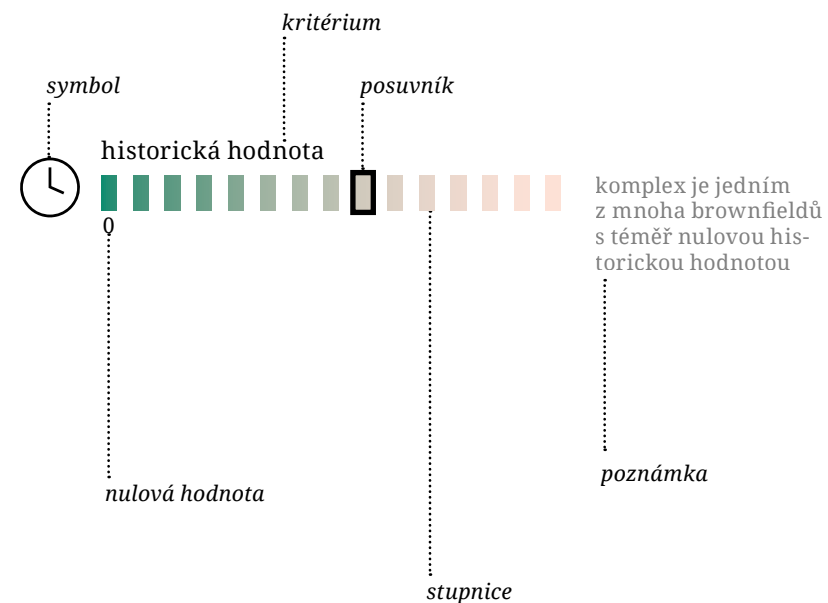 kritérium
symbol
posuvník
historická hodnota
0
komplex je jedním
z mnoha brownfieldů
s téměř nulovou his-
torickou hodnotou
poznámka
nulová hodnota
stupnice